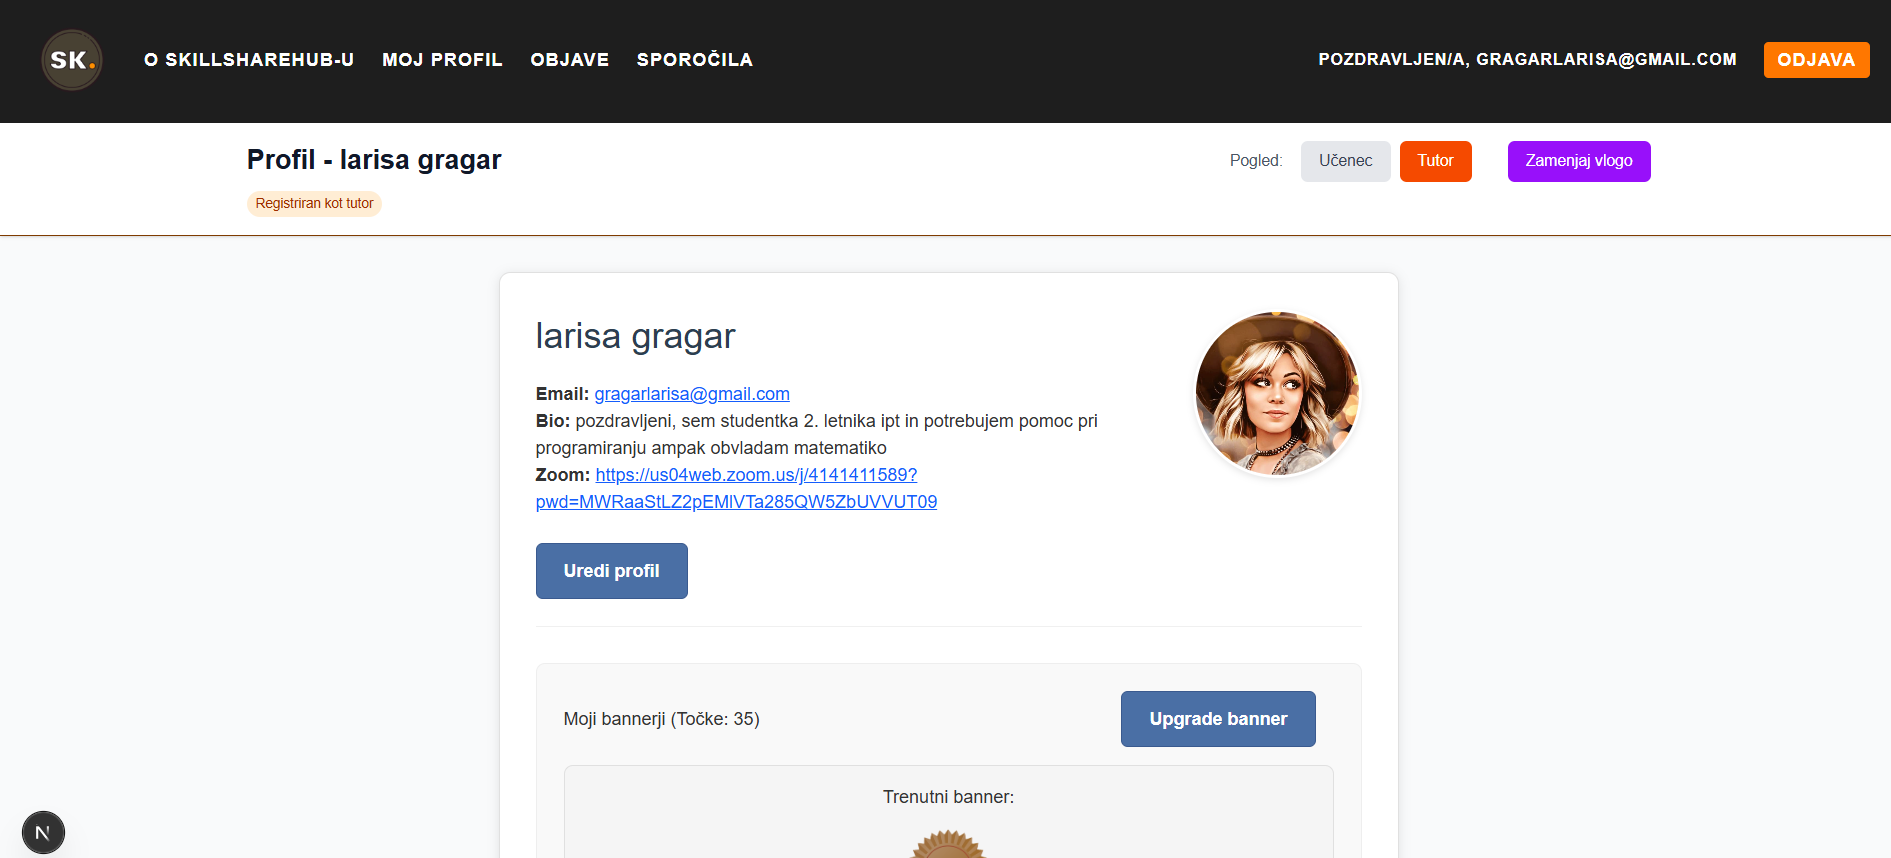 SK.
O SKILLSHAREHUB-U
MOJ PROFIL
OBJAVE
SPOROČILA
POZDRAVLJEN/A, GRAGARLARISA@GMAIL.COM
ODJAVA
Profil - larisa gragar
Registriran kot tutor
Pogled:
Učenec
Tutor
Zamenjaj vlogo
larisa gragar
Email: gragarlarisa@gmail.com
Bio: pozdravljeni, sem studentka 2. letnika ipt in potrebujem pomoc pri
programiranju ampak obvladam matematiko
Zoom: https://us04web.zoom.us/j/4141411589?
pwd=MWRaaStLZ2pEMlVTa285QW5ZbUVVUT09
Uredi profil
Moji bannerji (Točke: 35)
Upgrade banner
Trenutni banner:
N